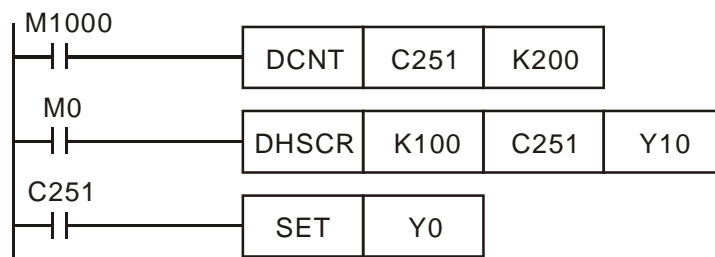 M1000
DCNT C251 K200
M0
DHSCR K100 C251 Y10
C251
SET Y0